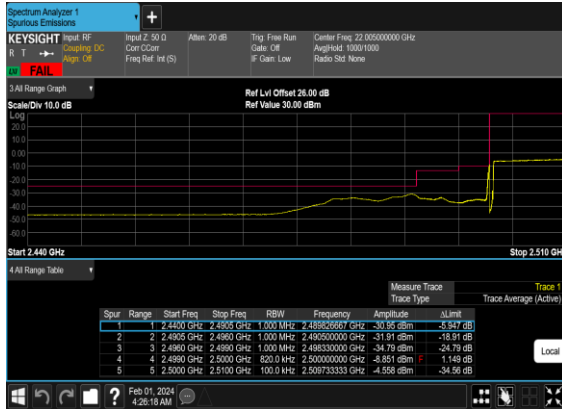 Spectrum Analyzer 1
Spurious Emissions
+
KEYSIGHT Input: RF Input Z: 50 Ω Atten: 20 dB Trig: Free Run Center Freq: 22.005000000 GHz
R T Coupling: DC Corr CCorr Gate: Off Avg|Hold: 1000/1000
Align: Off Freq Ref: Int (S) IF Gain: Low Radio Std: None
LV FAIL
3 All Range Graph Ref Lvl Offset 26.00 dB
Scale/Div 10.0 dB Ref Value 30.00 dBm
Log
20.0
10.0
0.00
-10.0
-20.0
-30.0
-40.0
-50.0
-60.0
Start 2.440 GHz Stop 2.510 GH
4 All Range Table
Measure Trace Trace 1
Trace Type Trace Average (Active)
Spur Range Start Freq Stop Freq RBW Frequency Amplitude ΔLimit
1 1 2.4400 GHz 2.4905 GHz 1.000 MHz 2.489826667 GHz -30.95 dBm -5.947 dB
2 2 2.4905 GHz 2.4960 GHz 1.000 MHz 2.490500000 GHz -31.91 dBm -18.91 dB
3 3 2.4960 GHz 2.4990 GHz 1.000 MHz 2.498330000 GHz -34.79 dBm -24.79 dB
4 4 2.4990 GHz 2.5000 GHz 820.0 kHz 2.500000000 GHz -8.851 dBm F 1.149 dB
5 5 2.5000 GHz 2.5100 GHz 100.0 kHz 2.509733333 GHz -4.558 dBm -34.56 dB
Local
? Feb 01, 2024
4:26:18 AM